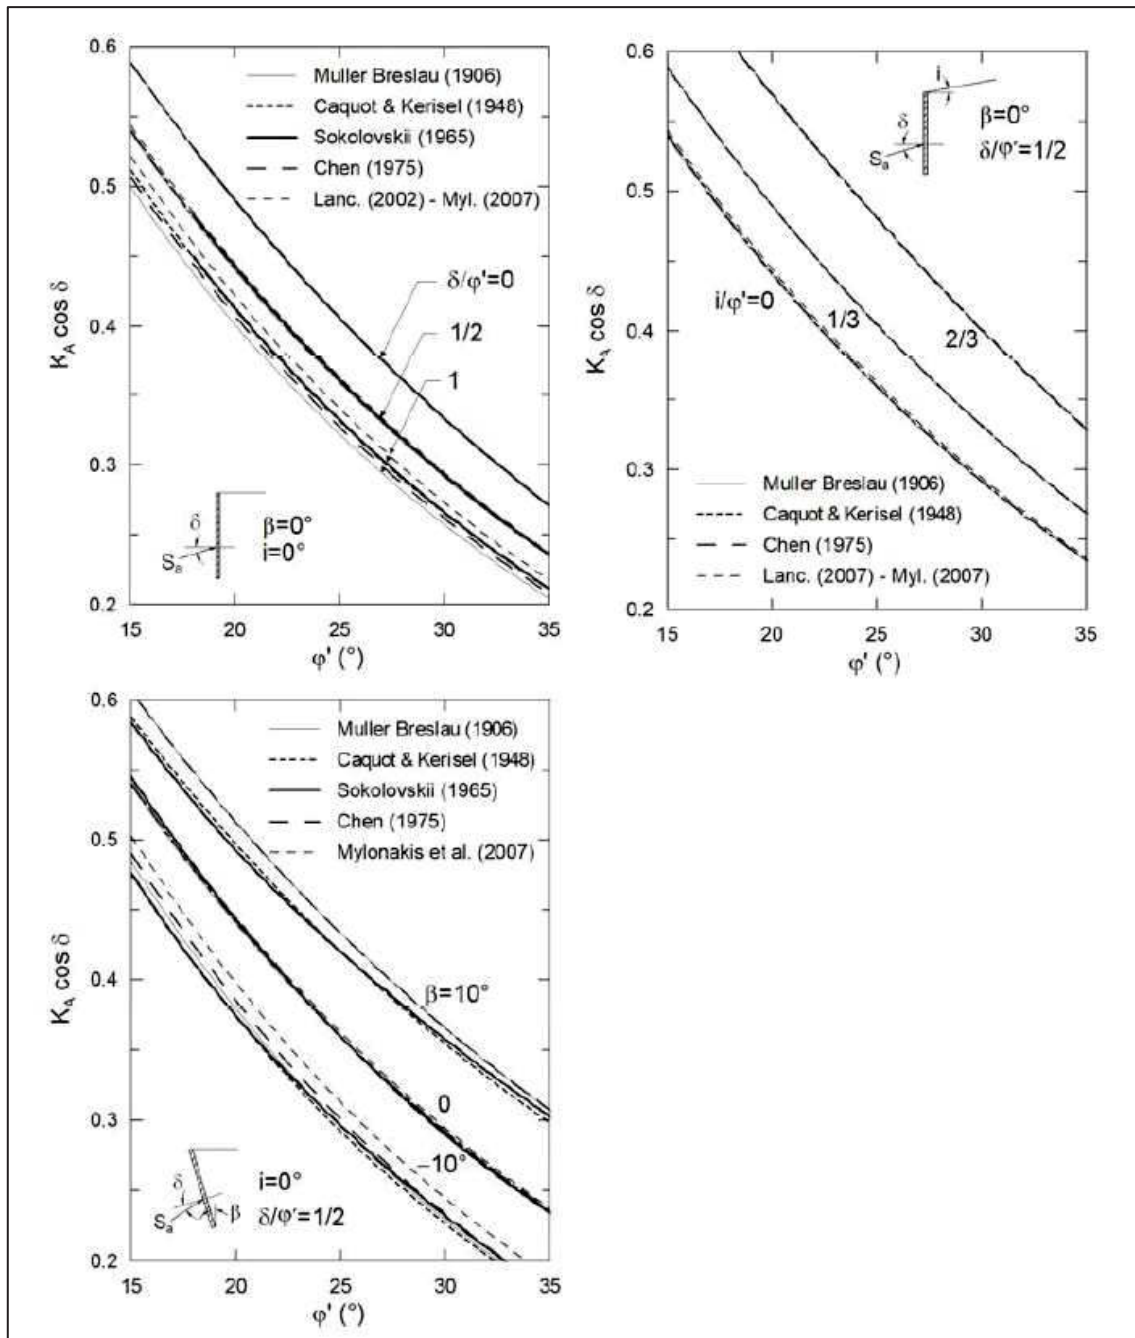 0.6
0.5
0.4
0.3
0.2
K_A cos δ
Muller Breslau (1906)
Caquot & Kerisel (1948)
Sokolovskii (1965)
Chen (1975)
Lanc. (2002) - Myl. (2007)
δ/φ'=0
1/2
1
δ
S_a
β=0°
i=0°
15 20 25 30 35
φ' (°)
0.6
0.5
0.4
0.3
0.2
K_A cos δ
i
δ
S_a
β=0°
δ/φ'=1/2
i/φ'=0
1/3
2/3
Muller Breslau (1906)
Caquot & Kerisel (1948)
Chen (1975)
Lanc. (2007) - Myl. (2007)
15 20 25 30 35
φ' (°)
0.6
0.5
0.4
0.3
0.2
K_A cos δ
Muller Breslau (1906)
Caquot & Kerisel (1948)
Sokolovskii (1965)
Chen (1975)
Mylonakis et al. (2007)
β=10°
0
-10°
δ
S_a
β
i=0°
δ/φ'=1/2
15 20 25 30 35
φ' (°)